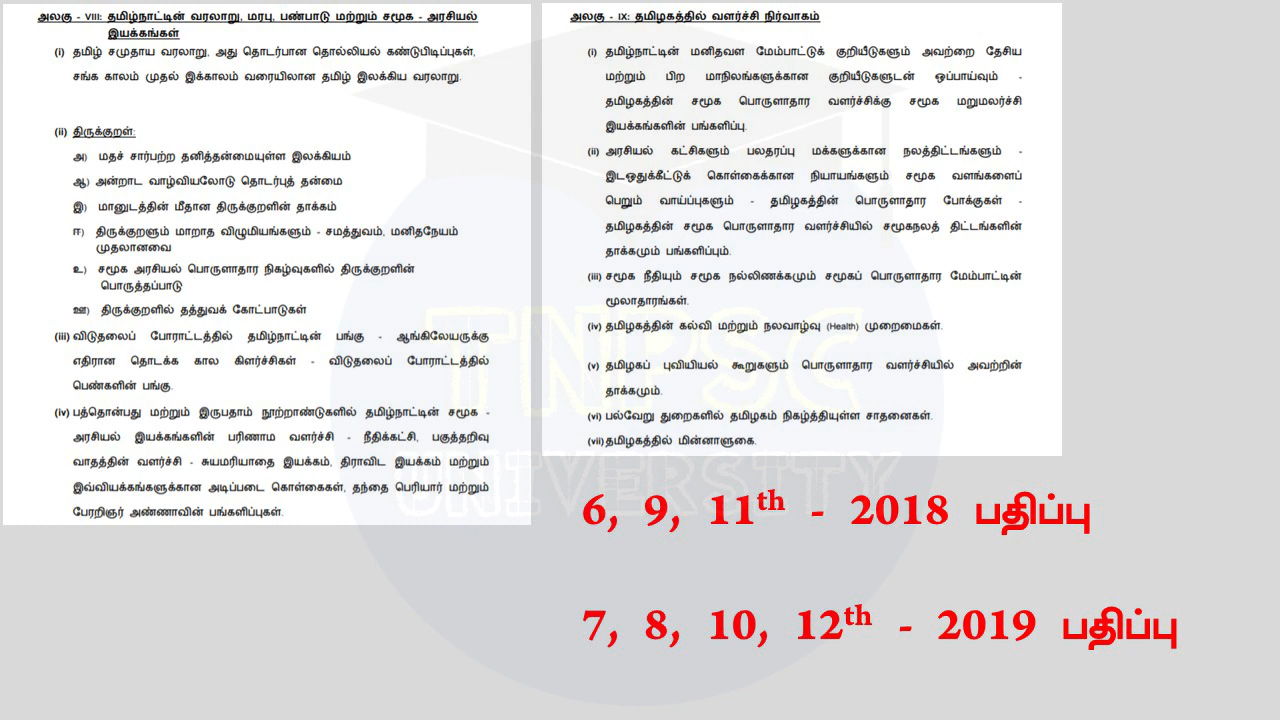 அலகு - VIII: தமிழ்நாட்டின் வரலாறு, மரபு, பண்பாடு மற்றும் சமூக - அரசியல்
இயக்கங்கள்
(i) தமிழ் சமுதாய வரலாறு, அது தொடர்பான தொல்லியல் கண்டுபிடிப்புகள்,
சங்க காலம் முதல் இக்காலம் வரையிலான தமிழ் இலக்கிய வரலாறு.
(ii) திருக்குறள்:
அ) மதச் சார்பற்ற தனித்தன்மையுள்ள இலக்கியம்
ஆ) அன்றாட வாழ்வியலோடு தொடர்புத் தன்மை
இ) மானுடத்தின் மீதான திருக்குறளின் தாக்கம்
ஈ) திருக்குறளும் மாறாத விழுமியங்களும் - சமத்துவம், மனிதநேயம்
முதலானவை
உ) சமூக அரசியல் பொருளாதார நிகழ்வுகளில் திருக்குறளின்
பொருத்தப்பாடு
ஊ) திருக்குறளில் தத்துவக் கோட்பாடுகள்
(iii) விடுதலைப் போராட்டத்தில் தமிழ்நாட்டின் பங்கு - ஆங்கிலேயருக்கு
எதிரான தொடக்க கால கிளர்ச்சிகள் - விடுதலைப் போராட்டத்தில்
பெண்களின் பங்கு.
(iv) பத்தொன்பது மற்றும் இருபதாம் நூற்றாண்டுகளில் தமிழ்நாட்டின் சமூக -
அரசியல் இயக்கங்களின் பரிணாம வளர்ச்சி - நீதிக்கட்சி, பகுத்தறிவு
வாதத்தின் வளர்ச்சி - சுயமரியாதை இயக்கம், திராவிட இயக்கம் மற்றும்
இவ்வியக்கங்களுக்கான அடிப்படை கொள்கைகள், தந்தை பெரியார் மற்றும்
பேரறிஞர் அண்ணாவின் பங்களிப்புகள்.
அலகு - IX: தமிழகத்தில் வளர்ச்சி நிர்வாகம்
(i) தமிழ்நாட்டின் மனிதவள மேம்பாட்டுக் குறியீடுகளும் அவற்றை தேசிய
மற்றும் பிற மாநிலங்களுக்கான குறியீடுகளுடன் ஒப்பாய்வும் -
தமிழகத்தின் சமூக பொருளாதார வளர்ச்சிக்கு சமூக மறுமலர்ச்சி
இயக்கங்களின் பங்களிப்பு.
(ii) அரசியல் கட்சிகளும் பலதரப்பு மக்களுக்கான நலத்திட்டங்களும் -
இடஒதுக்கீட்டுக் கொள்கைக்கான நியாயங்களும் சமூக வளங்களைப்
பெறும் வாய்ப்புகளும் - தமிழகத்தின் பொருளாதார போக்குகள் -
தமிழகத்தின் சமூக பொருளாதார வளர்ச்சியில் சமூகநலத் திட்டங்களின்
தாக்கமும் பங்களிப்பும்.
(iii) சமூக நீதியும் சமூக நல்லிணக்கமும் சமூகப் பொருளாதார மேம்பாட்டின்
மூலாதாரங்கள்.
(iv) தமிழகத்தின் கல்வி மற்றும் நலவாழ்வு (Health) முறைமைகள்.
(v) தமிழகப் புவியியல் கூறுகளும் பொருளாதார வளர்ச்சியில் அவற்றின்
தாக்கமும்.
(vi) பல்வேறு துறைகளில் தமிழகம் நிகழ்த்தியுள்ள சாதனைகள்.
(vii) தமிழகத்தில் மின்னாளுகை.
TNPSC
UNIVERSITY
6, 9, 11th - 2018 பதிப்பு
7, 8, 10, 12th - 2019 பதிப்பு